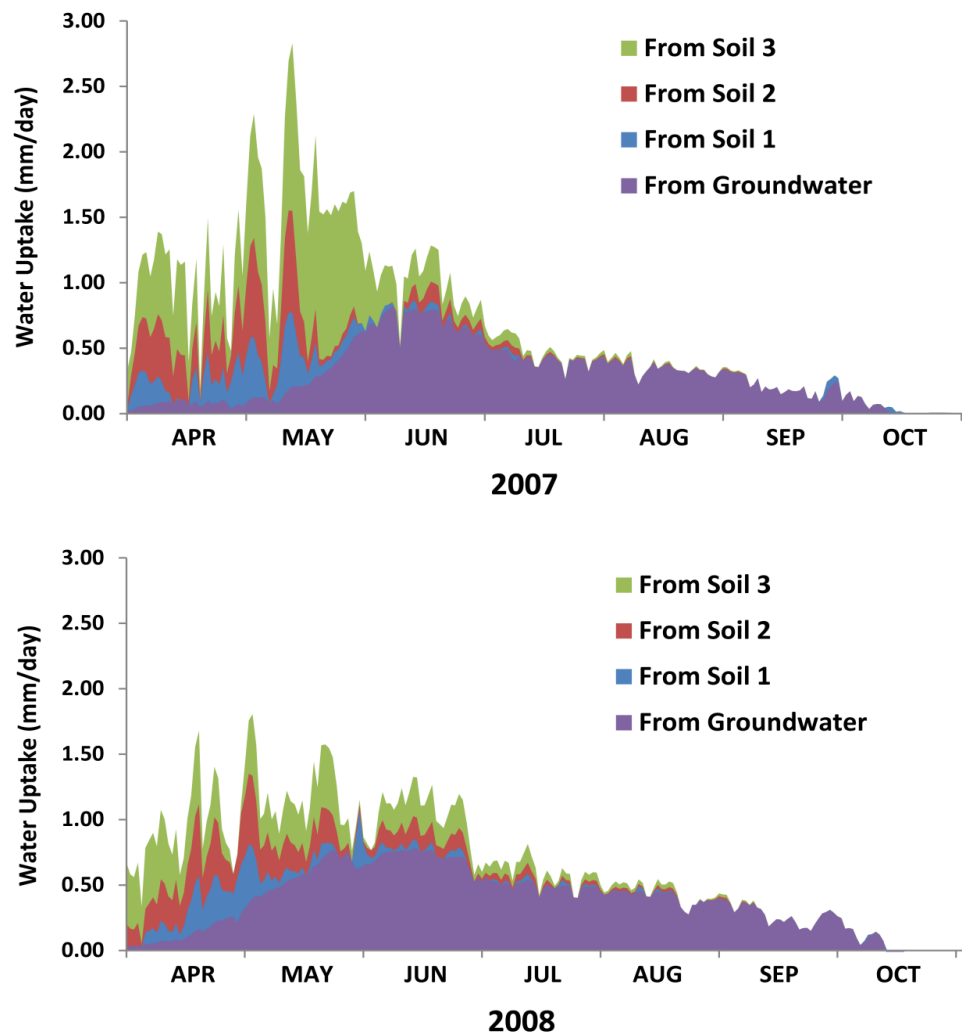 3.00
2.50
2.00
1.50
1.00
0.50
0.00
Water Uptake (mm/day)
From Soil 3
From Soil 2
From Soil 1
From Groundwater
APR MAY JUN JUL AUG SEP OCT
2007
3.00
2.50
2.00
1.50
1.00
0.50
0.00
Water Uptake (mm/day)
From Soil 3
From Soil 2
From Soil 1
From Groundwater
APR MAY JUN JUL AUG SEP OCT
2008